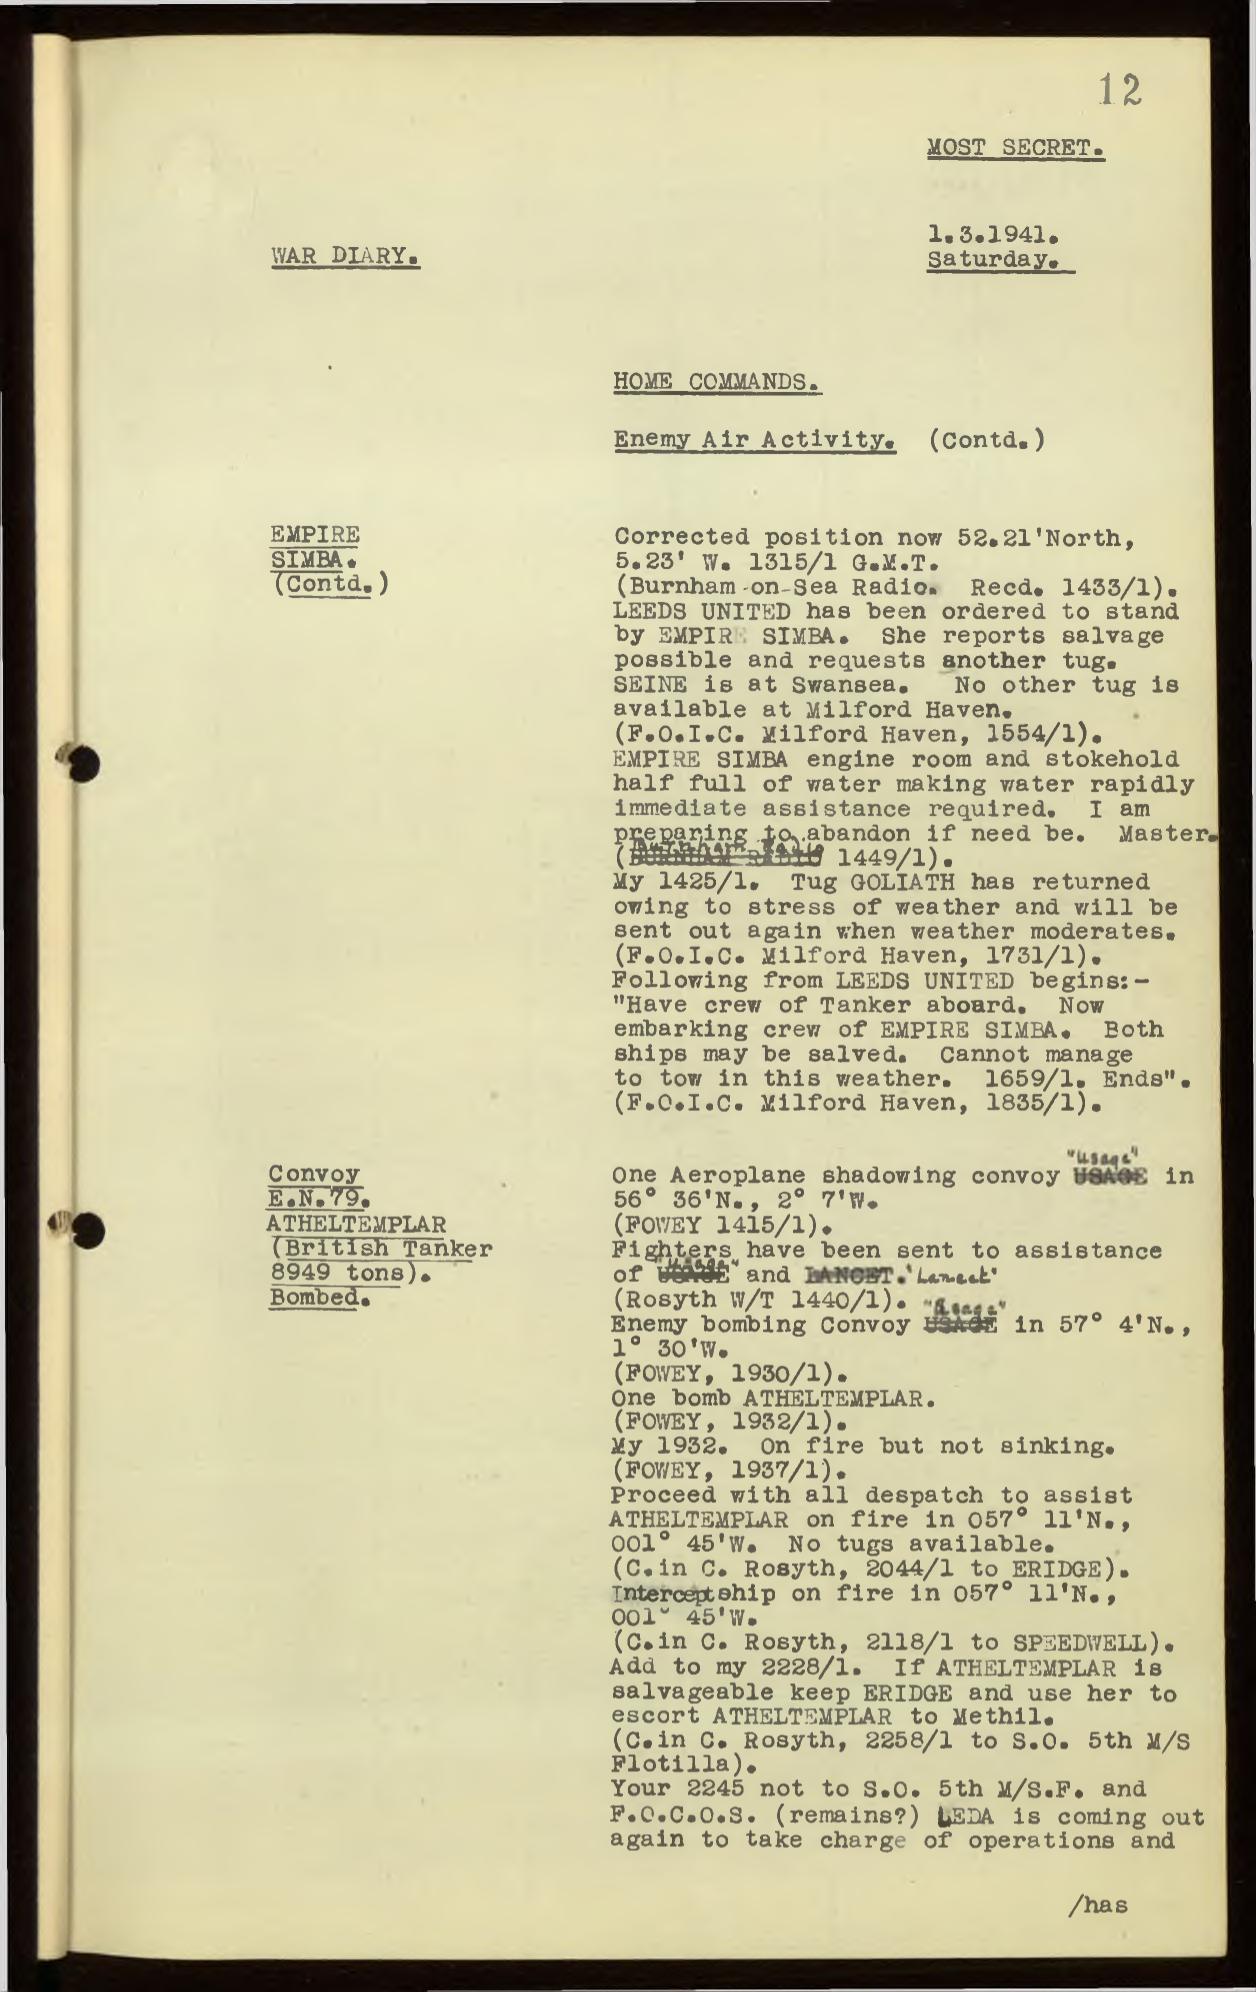 12
MOST SECRET.
1.3.1941.
Saturday.
WAR DIARY.
HOME COMMANDS.
Enemy Air Activity. (Contd.)
EMPIRE
SIMBA.
(Contd.)
Corrected position now 52.21'North,
5.23' W. 1315/1 G.M.T.
(Burnham-on-Sea Radio. Recd. 1433/1).
LEEDS UNITED has been ordered to stand
by EMPIRE SIMBA. She reports salvage
possible and requests another tug.
SEINE is at Swansea. No other tug is
available at Milford Haven.
(F.O.I.C. Milford Haven, 1554/1).
EMPIRE SIMBA engine room and stokehold
half full of water making water rapidly
immediate assistance required. I am
preparing to abandon if need be. Master.
Burnham Radio
(BURNHAM RADIO 1449/1).
My 1425/1. Tug GOLIATH has returned
owing to stress of weather and will be
sent out again when weather moderates.
(F.O.I.C. Milford Haven, 1731/1).
Following from LEEDS UNITED begins:-
"Have crew of Tanker aboard. Now
embarking crew of EMPIRE SIMBA. Both
ships may be salved. Cannot manage
to tow in this weather. 1659/1. Ends".
(F.O.I.C. Milford Haven, 1835/1).
Convoy
E.N.79.
ATHELTEMPLAR
(British Tanker
8949 tons).
Bombed.
"Usage"
One Aeroplane shadowing convoy USAGE in
56° 36'N., 2° 7'W.
(FOWEY 1415/1).
Fighters have been sent to assistance
"Usage"
of USAGE and LANCET. 'Lancet'
(Rosyth W/T 1440/1).
"Usage"
Enemy bombing Convoy USAGE in 57° 4'N.,
1° 30'W.
(FOWEY, 1930/1).
One bomb ATHELTEMPLAR.
(FOWEY, 1932/1).
My 1932. On fire but not sinking.
(FOWEY, 1937/1).
Proceed with all despatch to assist
ATHELTEMPLAR on fire in 057° 11'N.,
001° 45'W. No tugs available.
(C.in C. Rosyth, 2044/1 to ERIDGE).
Intercept ship on fire in 057° 11'N.,
001° 45'W.
(C.in C. Rosyth, 2118/1 to SPEEDWELL).
Add to my 2228/1. If ATHELTEMPLAR is
salvageable keep ERIDGE and use her to
escort ATHELTEMPLAR to Methil.
(C.in C. Rosyth, 2258/1 to S.O. 5th M/S
Flotilla).
Your 2245 not to S.O. 5th M/S.F. and
F.O.C.O.S. (remains?) LEDA is coming out
again to take charge of operations and
/has